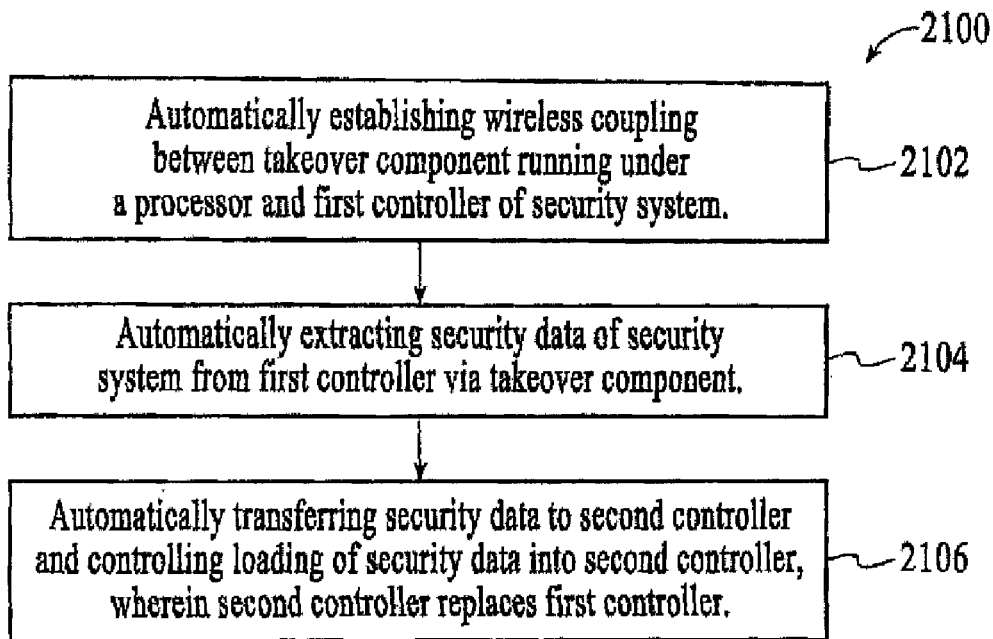 2100
Automatically establishing wireless coupling
between takeover component running under
a processor and first controller of security system.
2102
Automatically extracting security data of security
system from first controller via takeover component.
2104
Automatically transferring security data to second controller
and controlling loading of security data into second controller,
wherein second controller replaces first controller.
2106